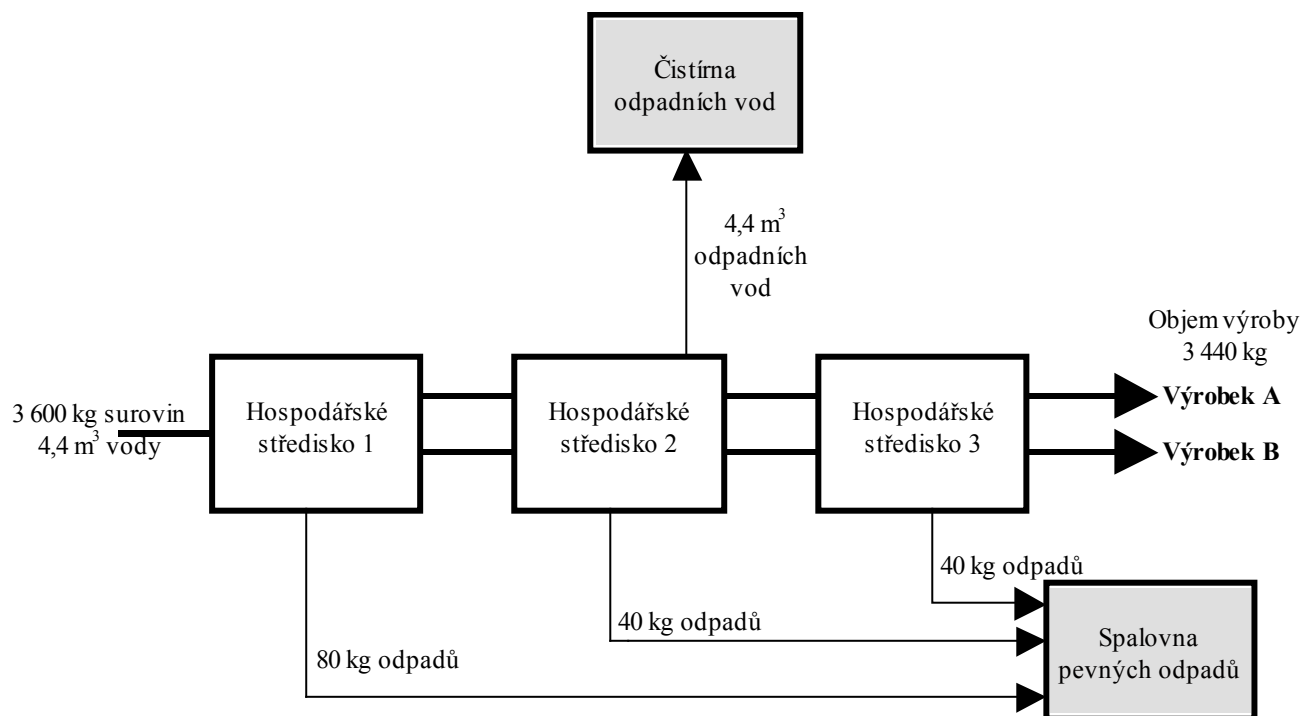 Čistírna
odpadních vod
4,4 m³
odpadních
vod
Objem výroby
3 440 kg
3 600 kg surovin
4,4 m³ vody
Hospodářské
středisko 1
Hospodářské
středisko 2
Hospodářské
středisko 3
Výrobek A
Výrobek B
40 kg odpadů
40 kg odpadů
80 kg odpadů
Spalovna
pevných odpadů